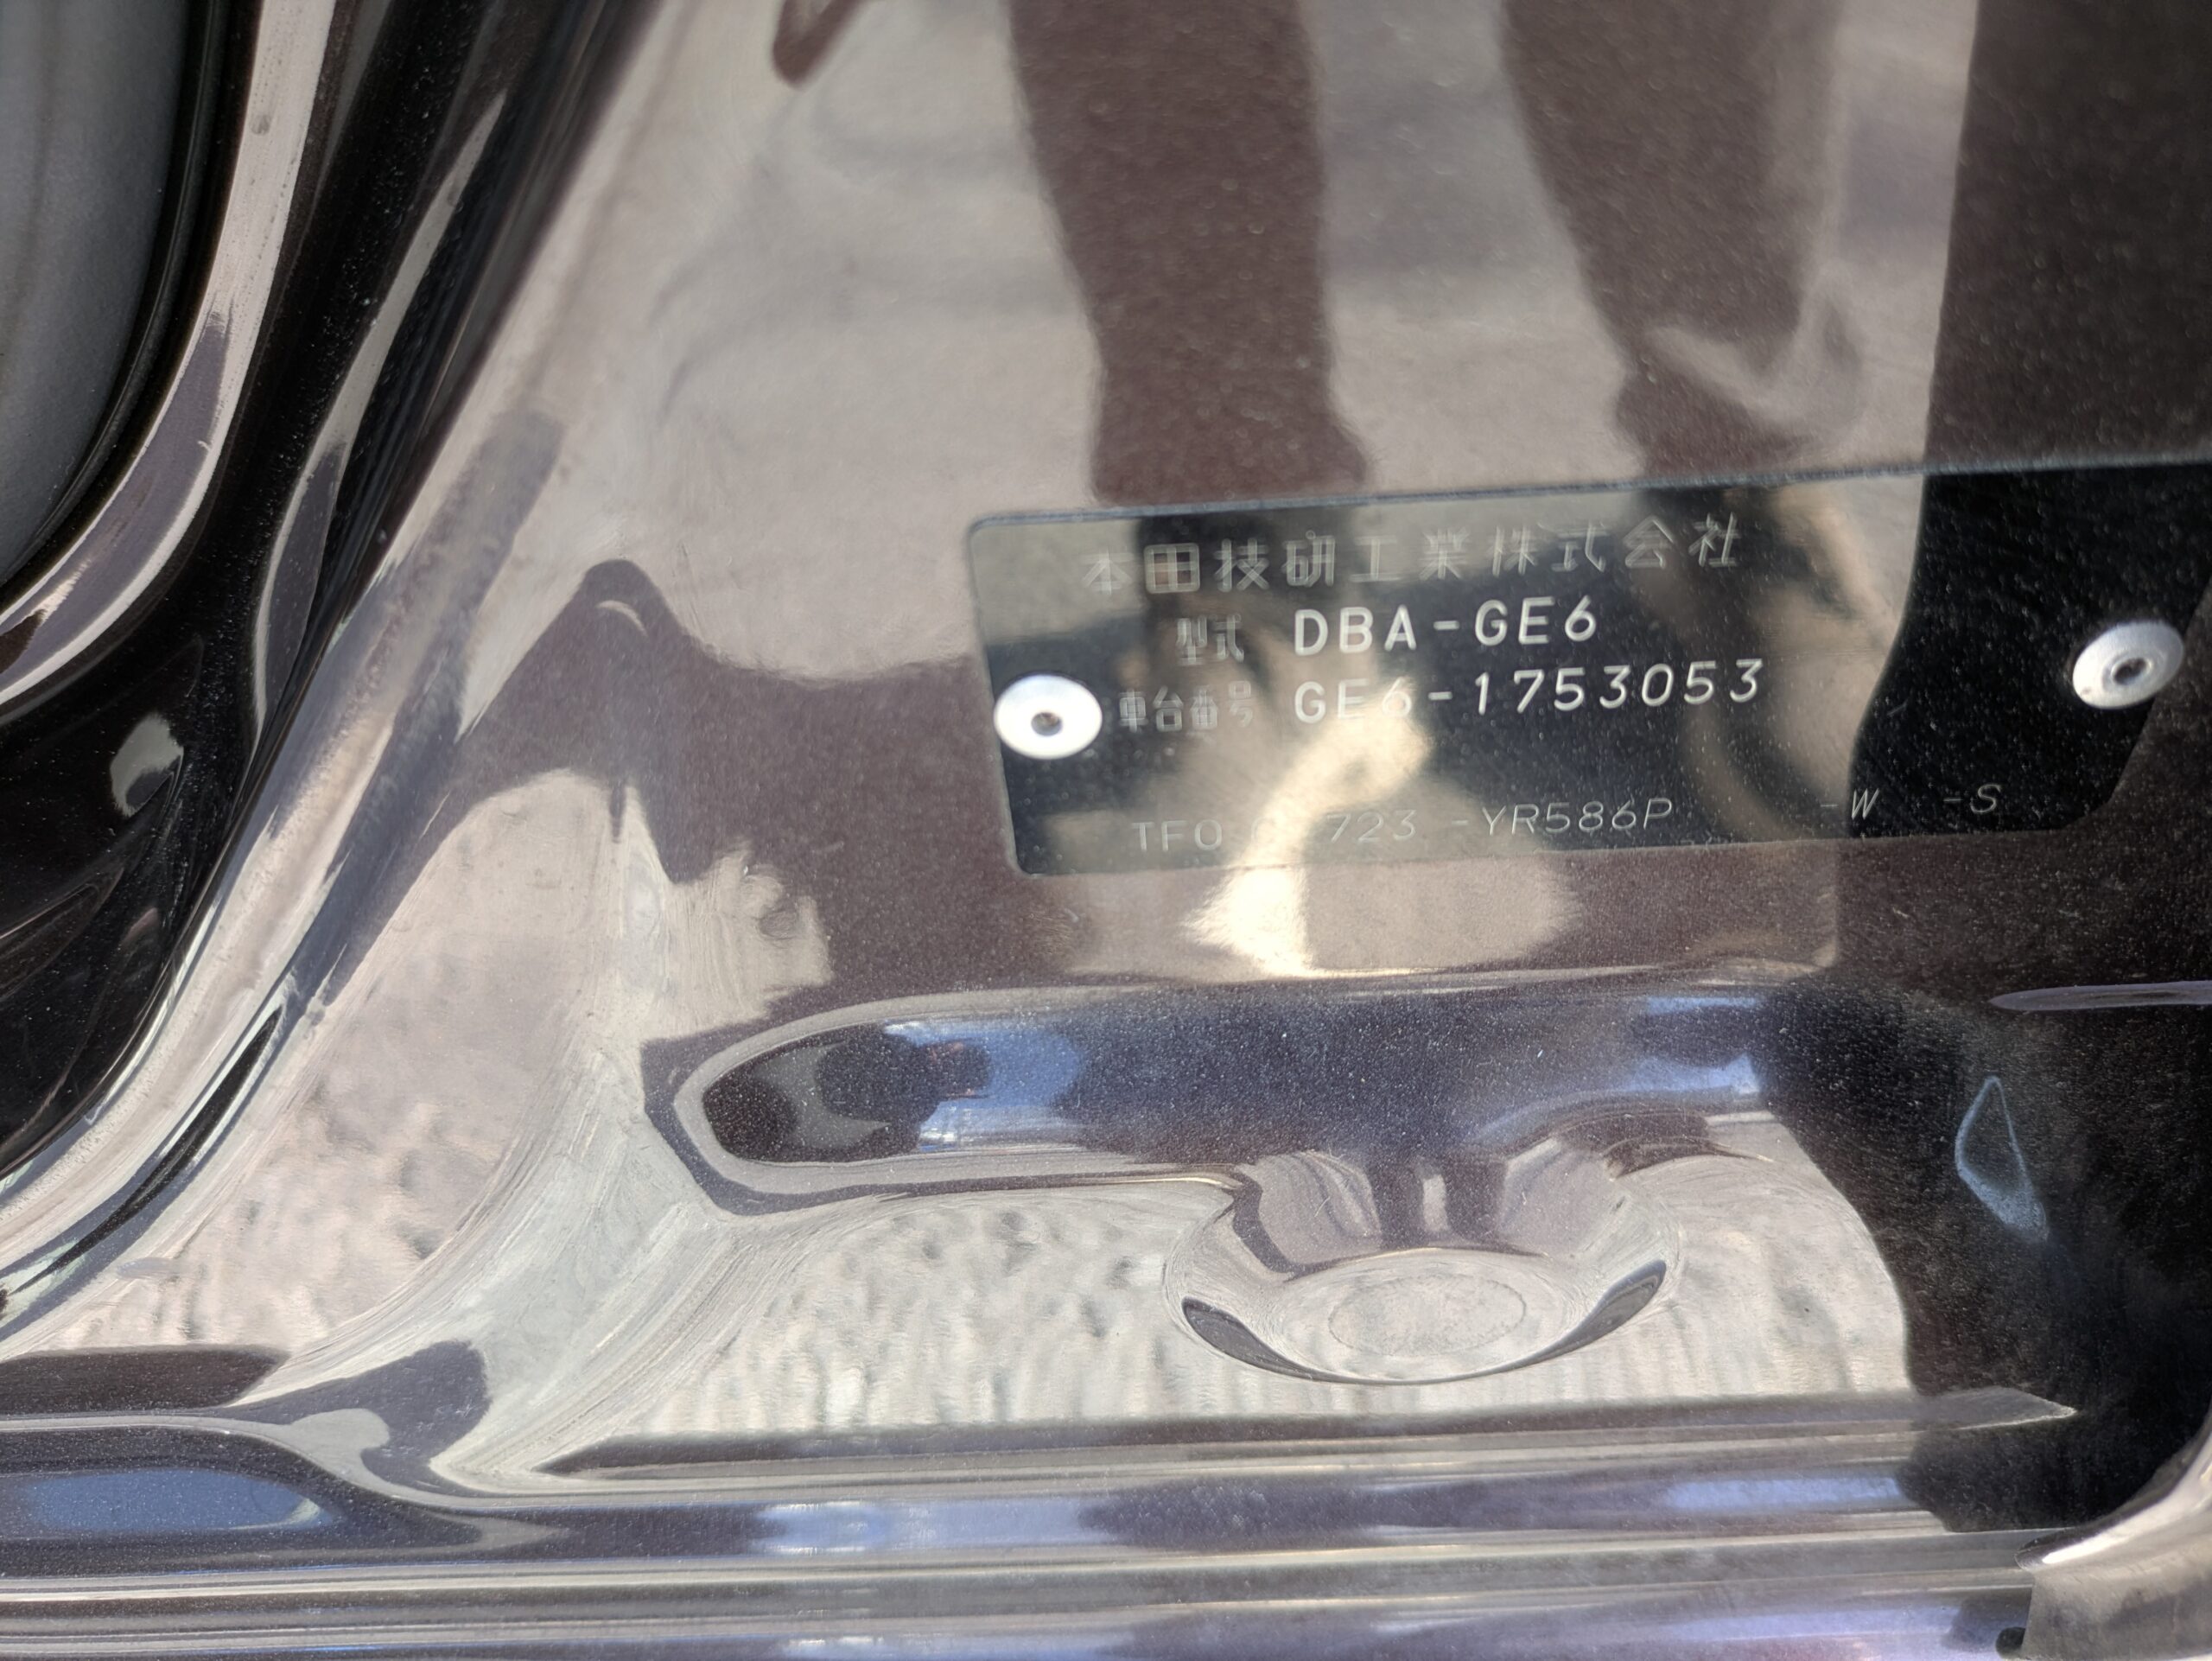 本田技研工業株式会社
型式 DBA-GE6
車台番号 GE6-1753053
723 -YR586P -W -S